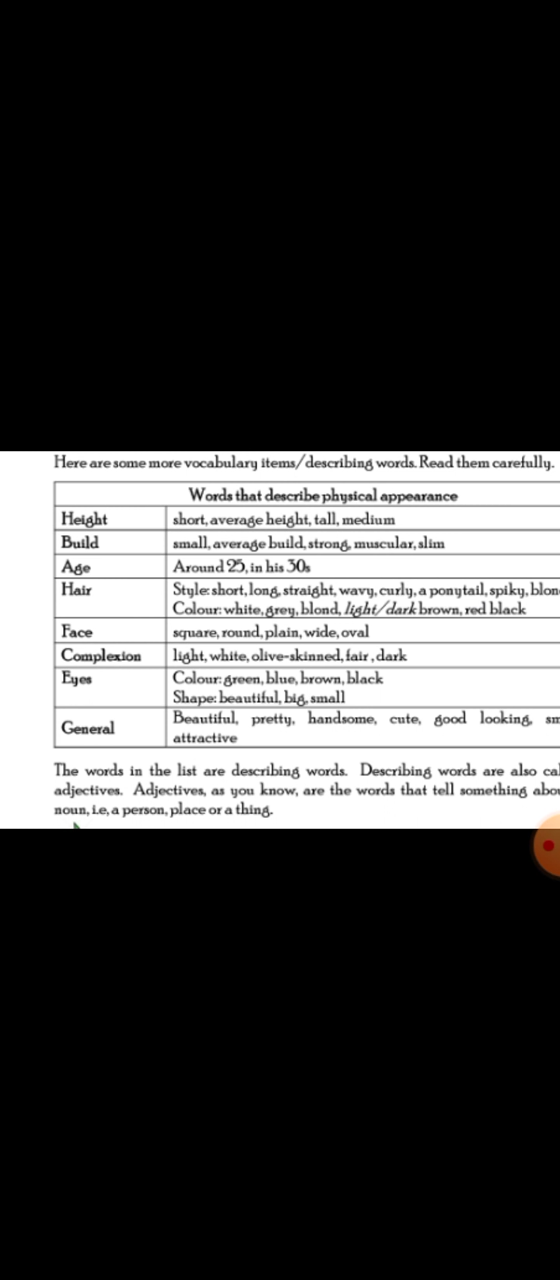 Here are some more vocabulary items/describing words. Read them carefully.
Words that describe physical appearance
Height short, average height, tall, medium
Build small, average build, strong, muscular, slim
Age Around 25, in his 30s
Hair Style: short, long, straight, wavy, curly, a ponytail, spiky,
Colour: white, grey, blond, light/dark brown, red black
Face square, round, plain, wide, oval
Complexion light, white, olive-skinned, fair , dark
Eyes Colour: green, blue, brown, black
Shape: beautiful, big, small
General Beautiful, pretty, handsome, cute, good looking,
attractive
The words in the list are describing words. Describing words are also
adjectives. Adjectives, as you know, are the words that tell something
noun, i.e, a person, place or a thing.